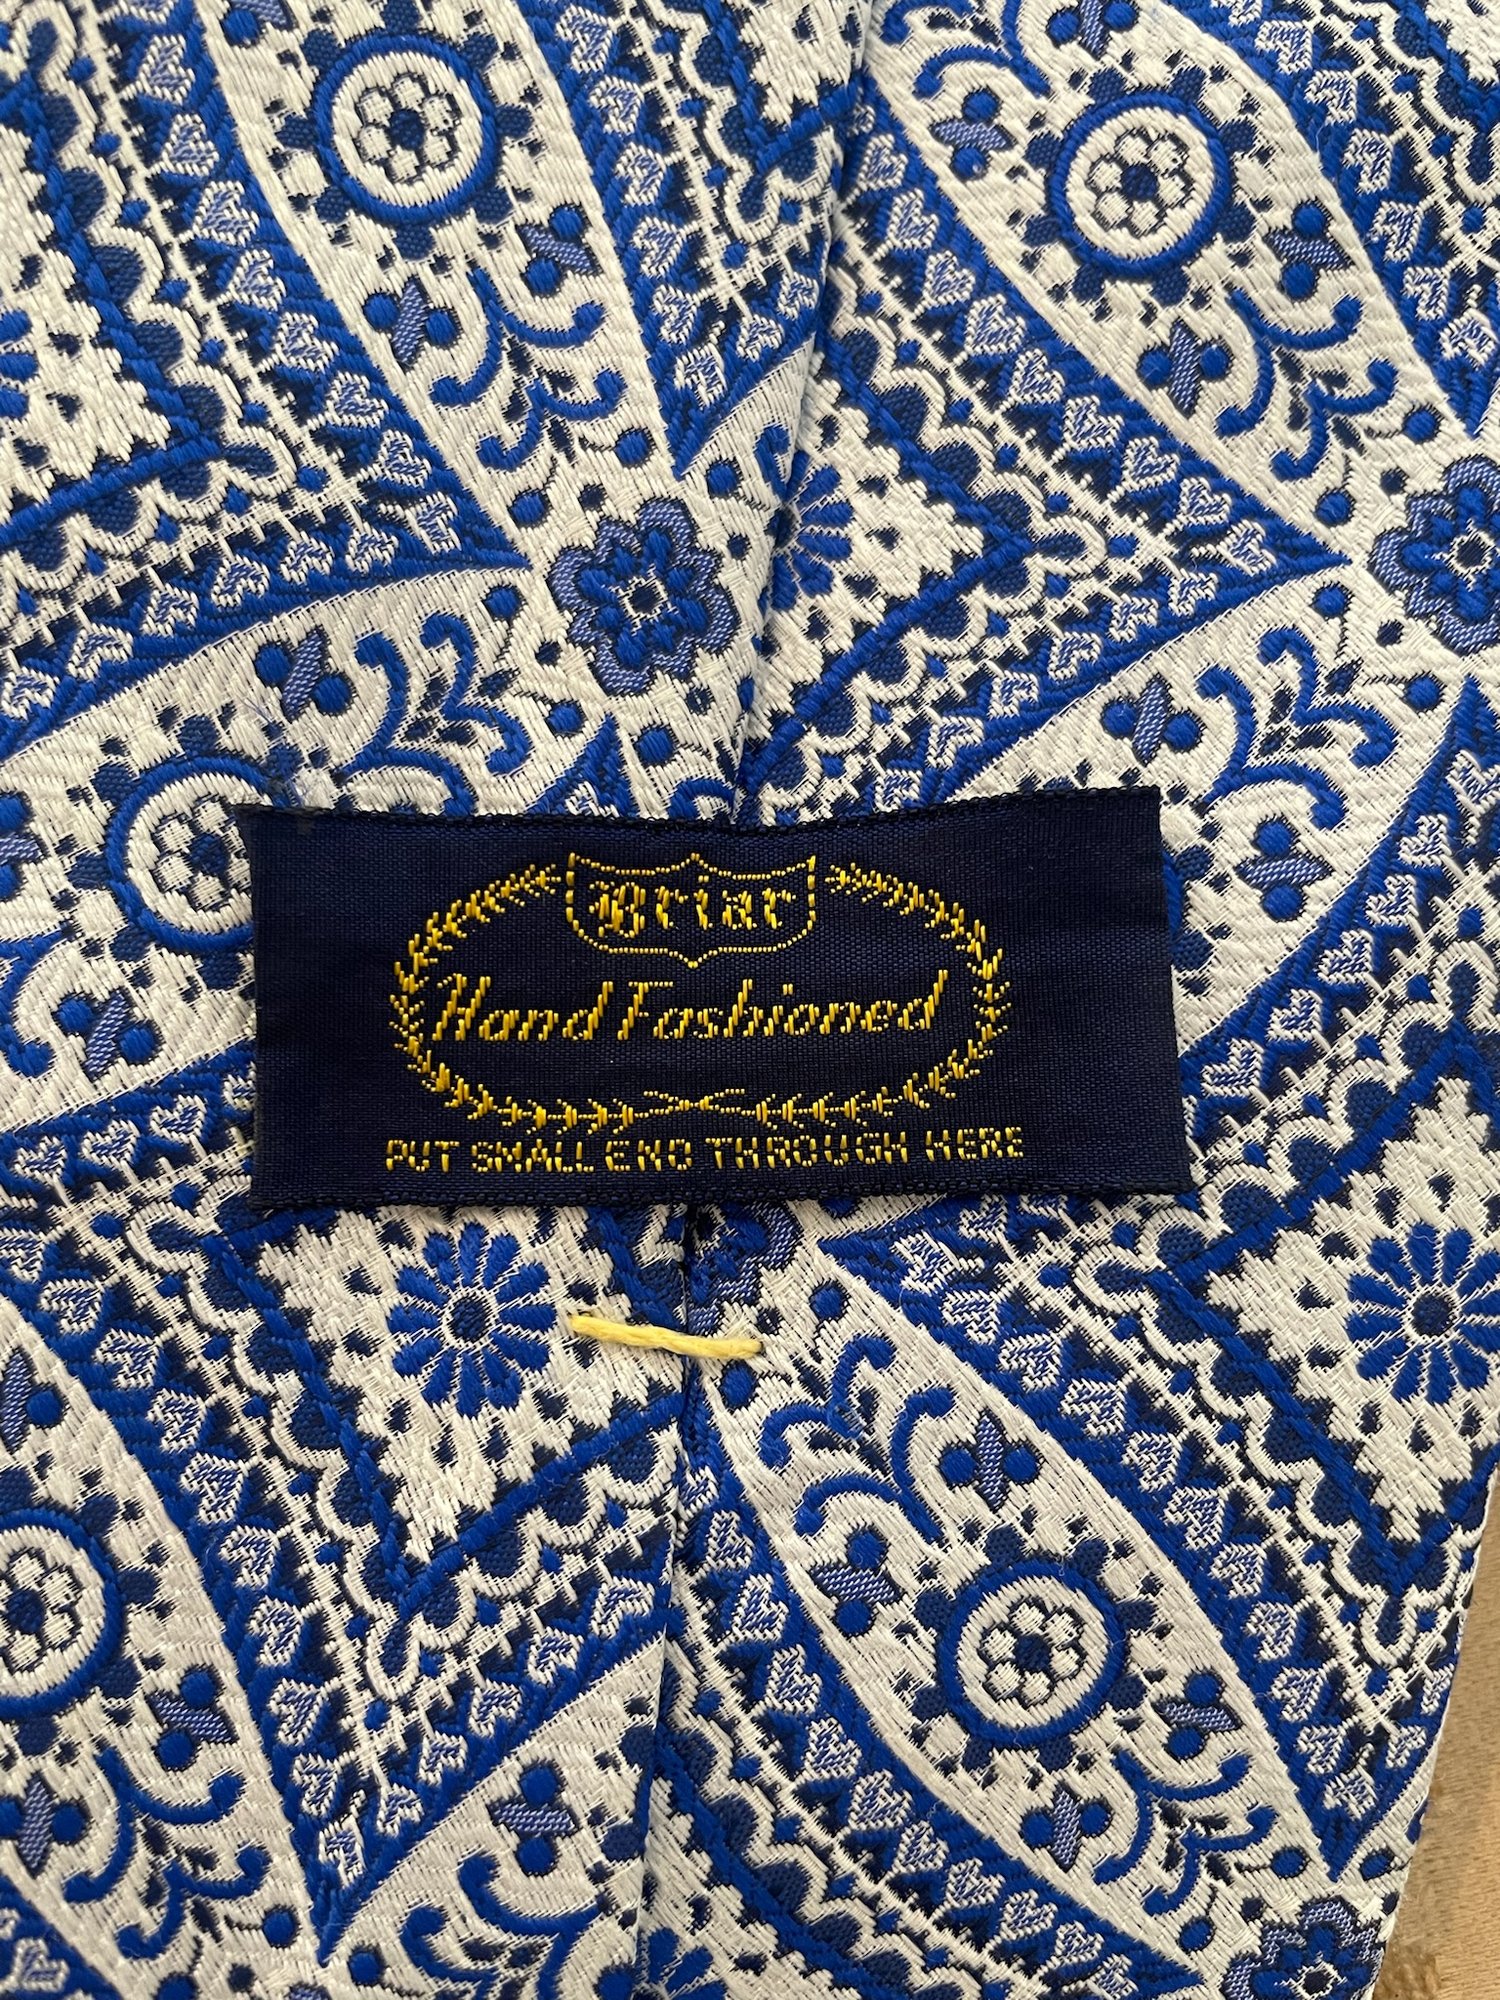 Briar
Hand Fashioned
PUT SMALL END THROUGH HERE